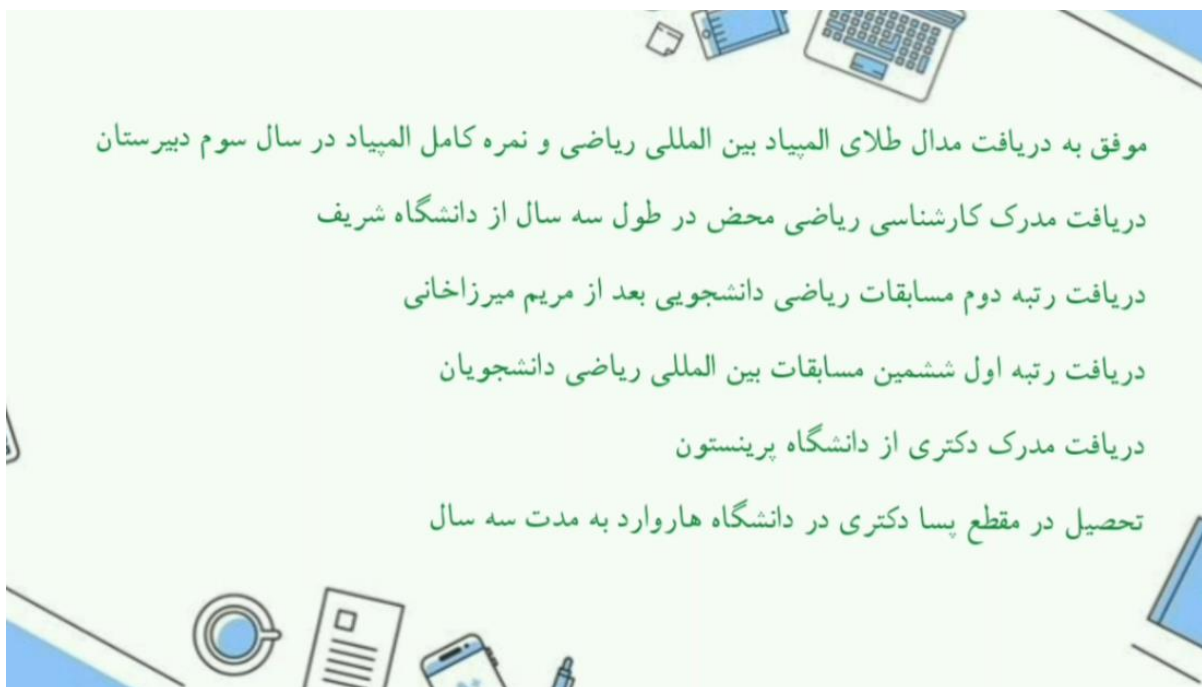 موفق به دریافت مدال طلای المپیاد بین المللی ریاضی و نمره کامل المپیاد در سال سوم دبیرستان
دریافت مدرک کارشناسی ریاضی محض در طول سه سال از دانشگاه شریف
دریافت رتبه دوم مسابقات ریاضی دانشجویی بعد از مریم میرزاخانی
دریافت رتبه اول ششمین مسابقات بین المللی ریاضی دانشجویان
دریافت مدرک دکتری از دانشگاه پرینستون
تحصیل در مقطع پسا دکتری در دانشگاه هاروارد به مدت سه سال